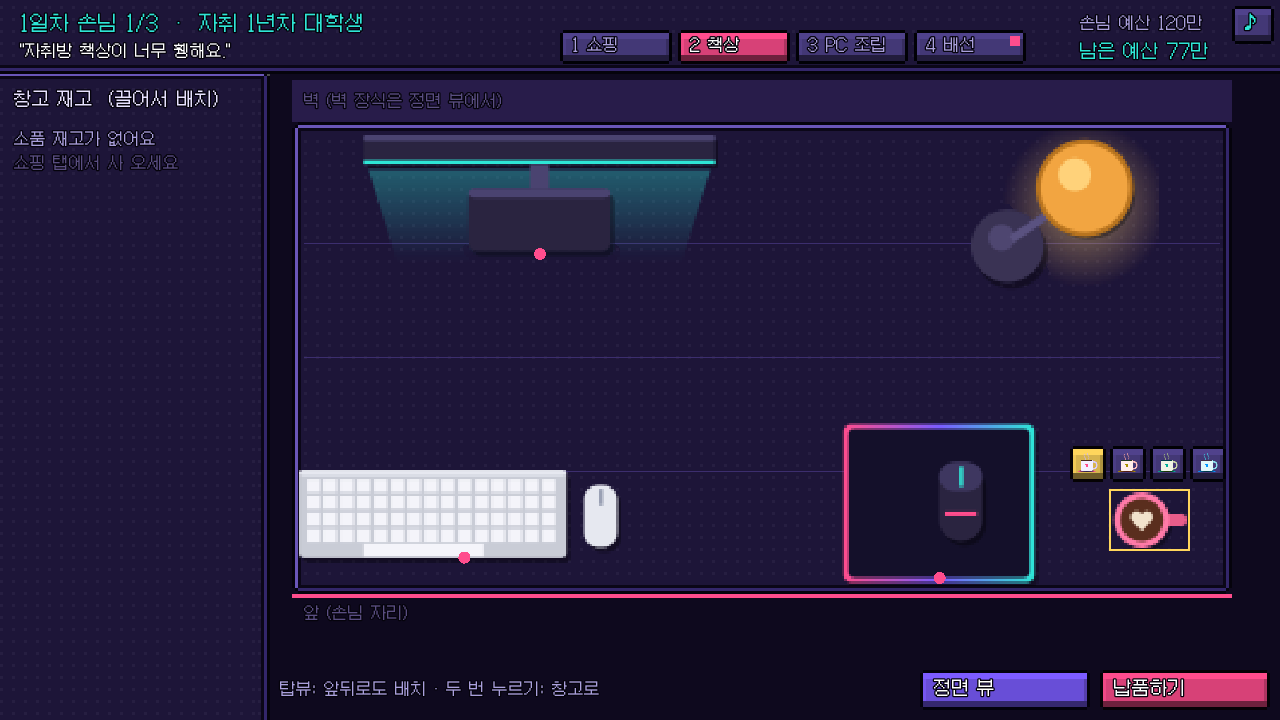 1일차 손님 1/3 · 자취 1년차 대학생
"자취방 책상이 너무 휑해요."
1 쇼핑
2 책상
3 PC 조립
4 배선
손님 예산 120만
남은 예산 77만
창고 재고 (끌어서 배치)
소품 재고가 없어요
쇼핑 탭에서 사 오세요
벽 (벽 장식은 정면 뷰에서)
앞 (손님 자리)
탑뷰: 앞뒤로도 배치 · 두 번 누르기: 창고로
정면 뷰
납품하기